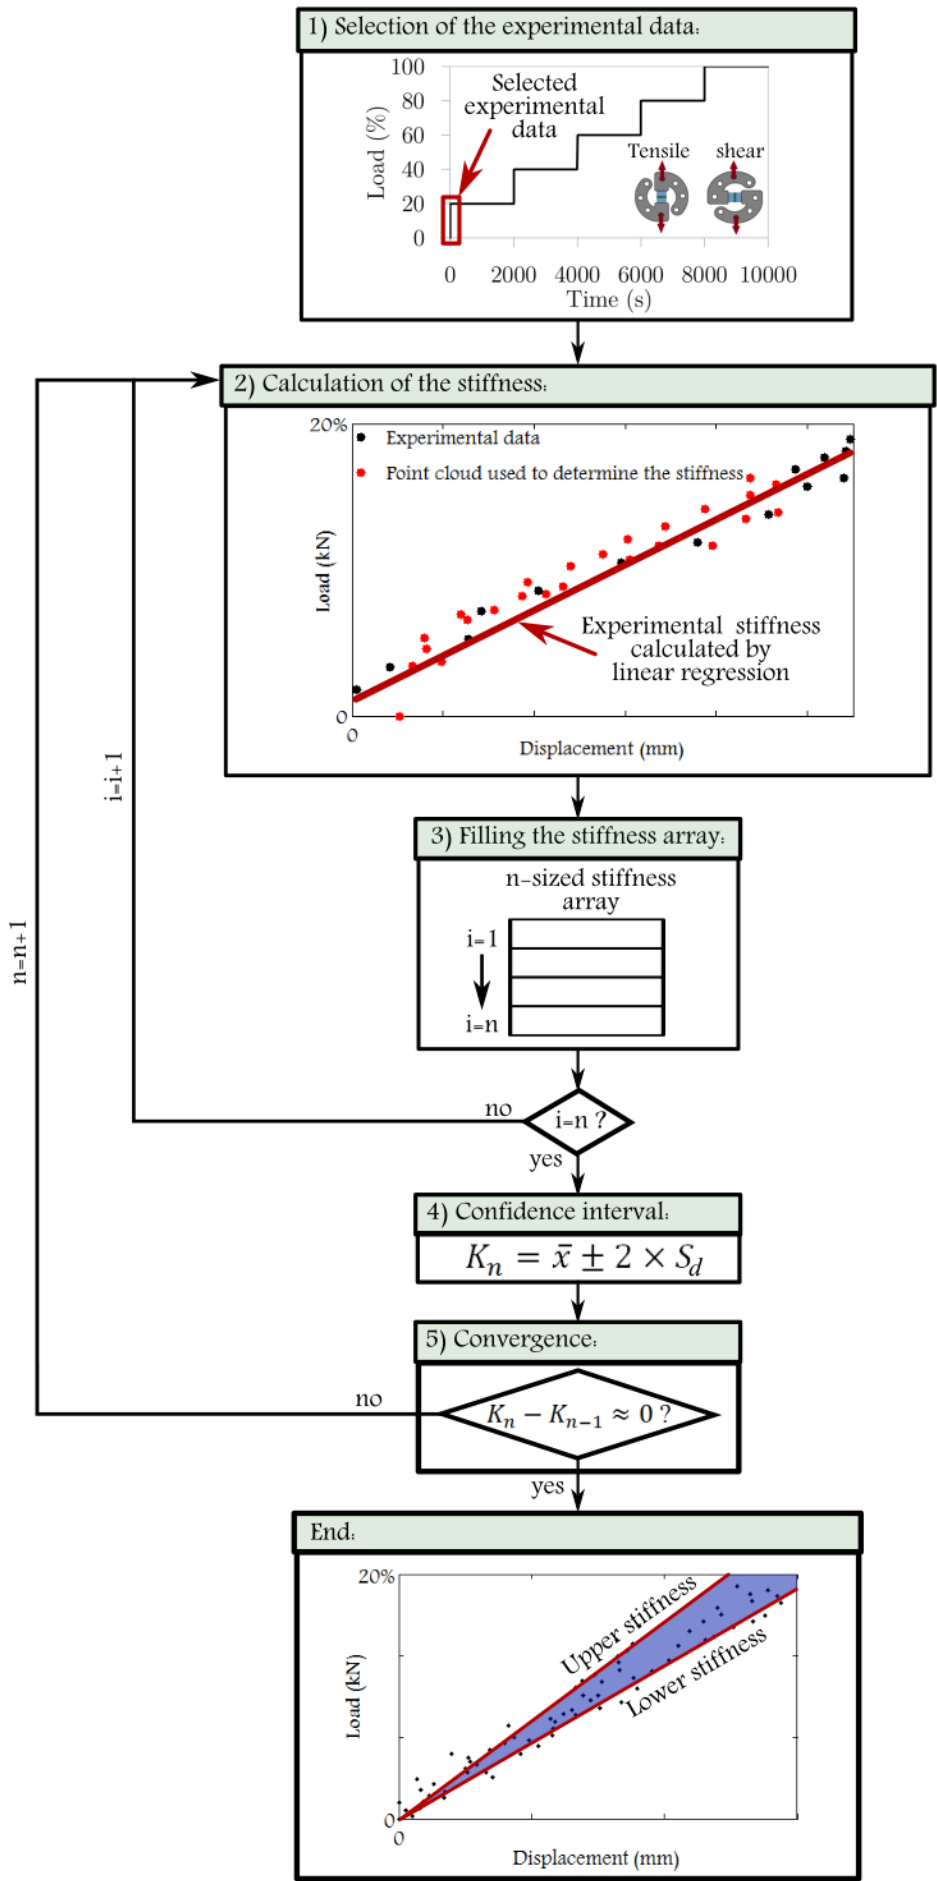 1) Selection of the experimental data:
100
80
60
40
20
0
Load (%)
Selected
experimental
data
Tensile
shear
0 2000 4000 6000 8000 10000
Time (s)
2) Calculation of the stiffness:
20%
Experimental data
Point cloud used to determine the stiffness
Load (kN)
Experimental stiffness
calculated by
linear regression
0
0
Displacement (mm)
i=i+1
n=n+1
3) Filling the stiffness array:
n-sized stiffness
array
i=1
i=n
no
i=n ?
yes
4) Confidence interval:
K_n = x̄ ± 2 × S_d
5) Convergence:
no
K_n − K_{n−1} ≈ 0 ?
yes
End:
20%
Upper stiffness
Lower stiffness
Load (kN)
0
0
Displacement (mm)